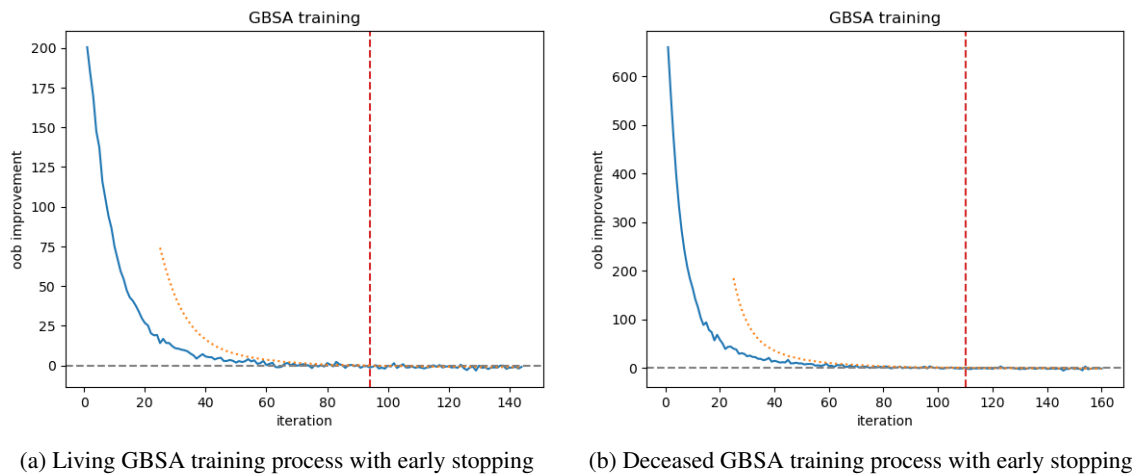 GBSA training
200
175
150
125
100
75
50
25
0
oob improvement
0 20 40 60 80 100 120 140
iteration
(a) Living GBSA training process with early stopping
GBSA training
600
500
400
300
200
100
0
oob improvement
0 20 40 60 80 100 120 140 160
iteration
(b) Deceased GBSA training process with early stopping